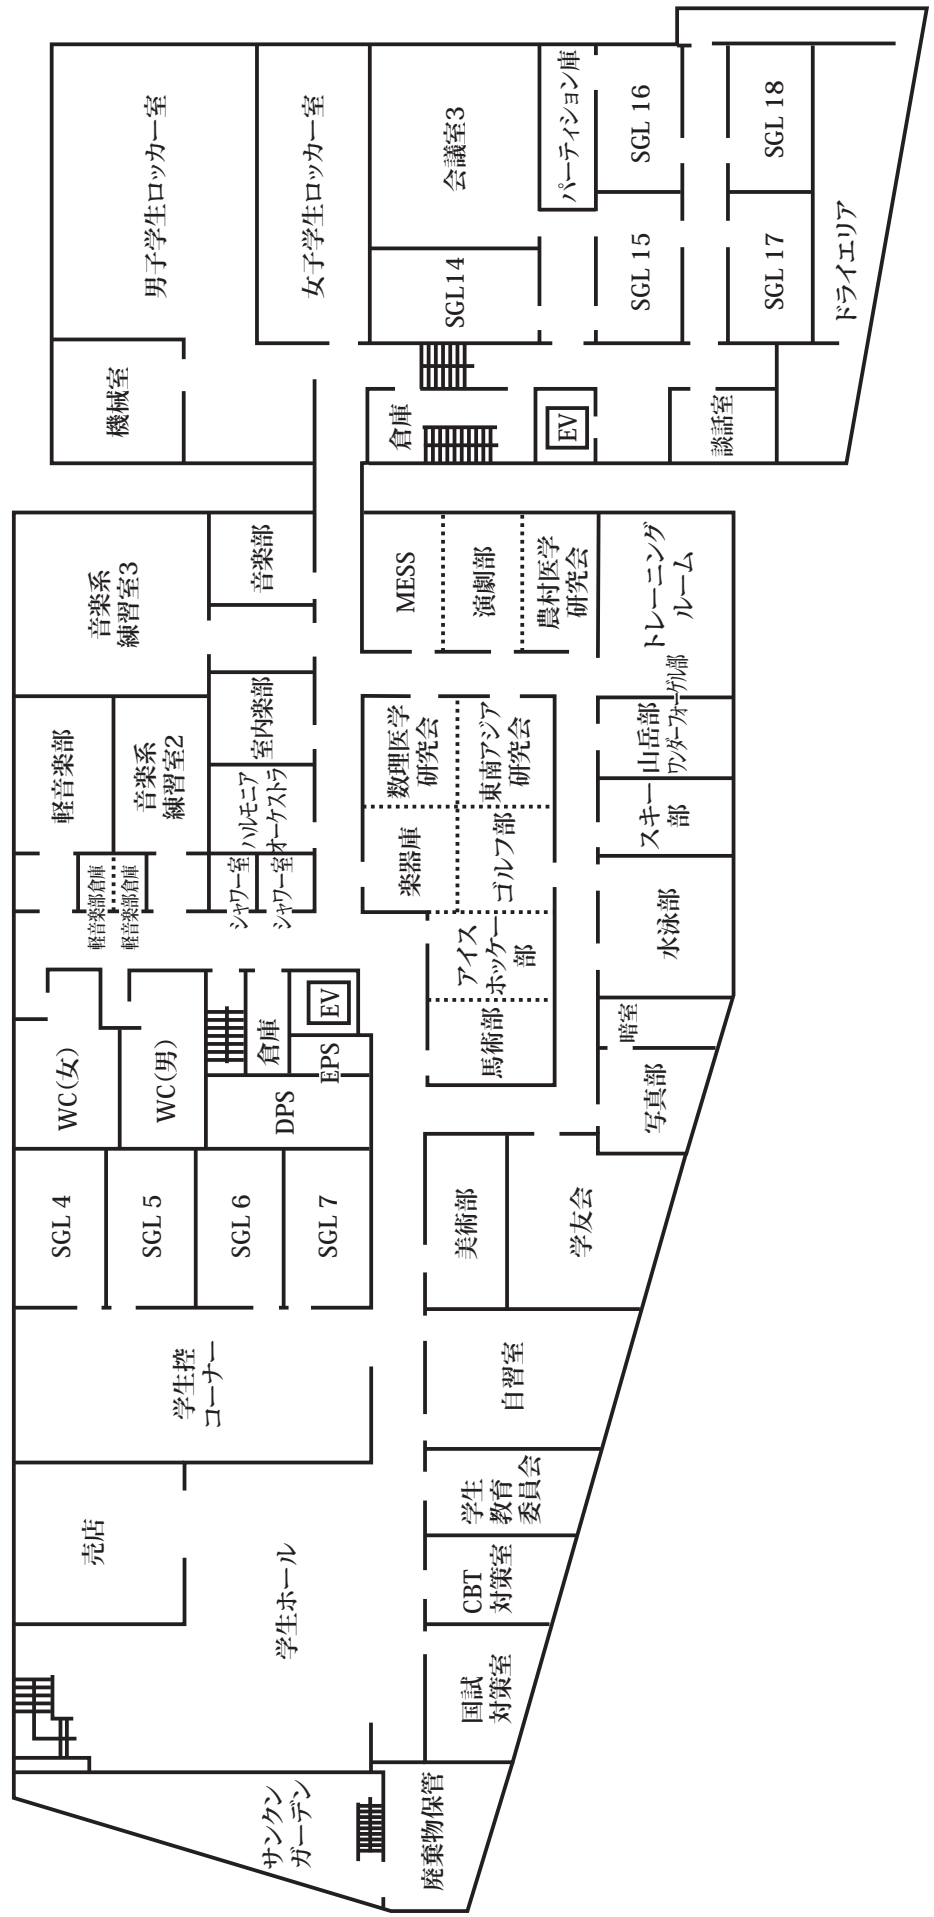 男子学生ロッカー室
女子学生ロッカー室
会議室3
パーティション庫
SGL 16
SGL 18
機械室
SGL14
SGL 15
SGL 17
ドライエリア
倉庫
EV
談話室
音楽系
練習室3
音楽部
MESS
演劇部
農村医学
研究会
トレーニング
ルーム
軽音楽部
音楽系
練習室2
室内楽部
ハルモニア
オーケストラ
数理医学
研究会
東南アジア
研究会
山岳部
ワンダーフォーゲル部
スキー
部
軽音楽部倉庫
軽音楽部倉庫
シャワー室
シャワー室
楽器庫
ゴルフ部
水泳部
アイス
ホッケー
部
WC(女)
WC(男)
倉庫
EV
EPS
DPS
馬術部
暗室
写真部
SGL 4
SGL 5
SGL 6
SGL 7
美術部
学友会
学生控
コーナー
自習室
売店
学生ホール
学生
教育
委員会
CBT
対策室
国試
対策室
サンクン
ガーデン
廃棄物保管